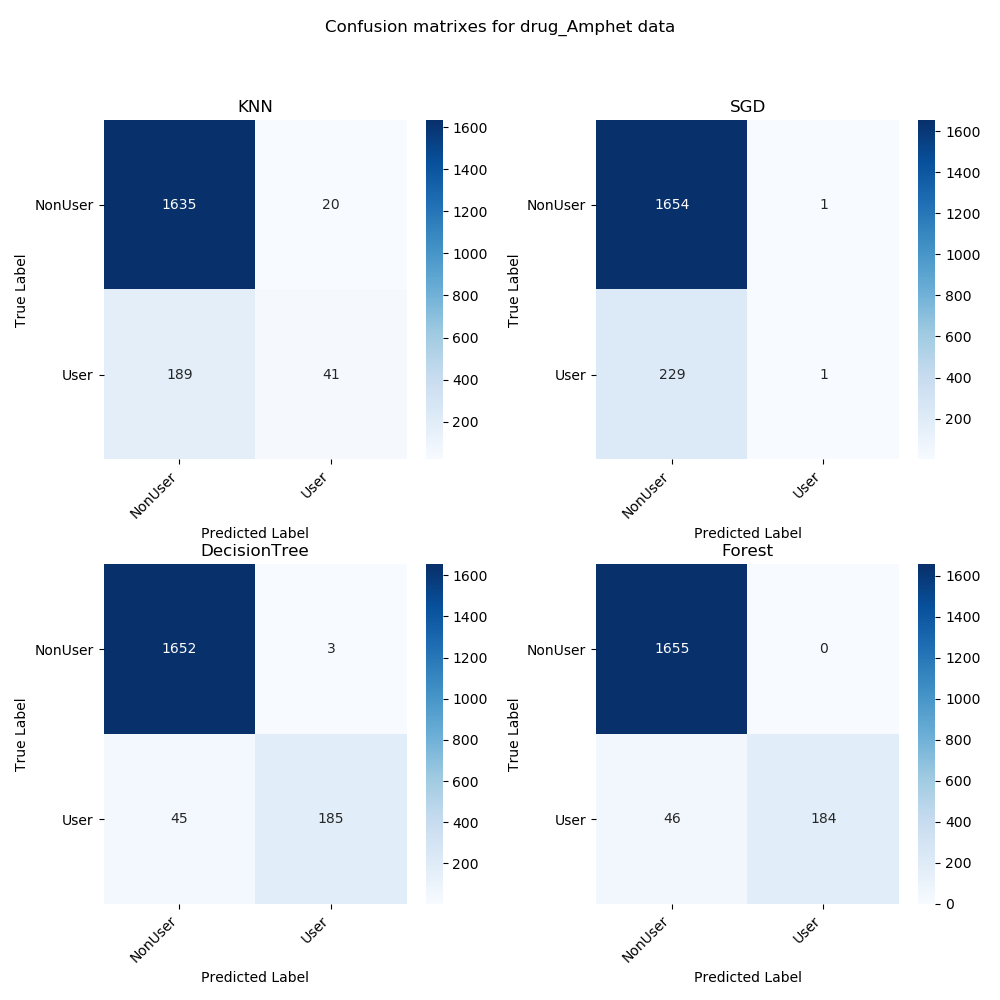 Confusion matrixes for drug_Amphet data
KNN
NonUser
User
1635
20
189
41
True Label
NonUser
User
Predicted Label
1600
1400
1200
1000
800
600
400
200
SGD
NonUser
User
1654
1
229
1
True Label
NonUser
User
Predicted Label
1600
1400
1200
1000
800
600
400
200
DecisionTree
NonUser
User
1652
3
45
185
True Label
NonUser
User
Predicted Label
1600
1400
1200
1000
800
600
400
200
Forest
NonUser
User
1655
0
46
184
True Label
NonUser
User
Predicted Label
1600
1400
1200
1000
800
600
400
200
0